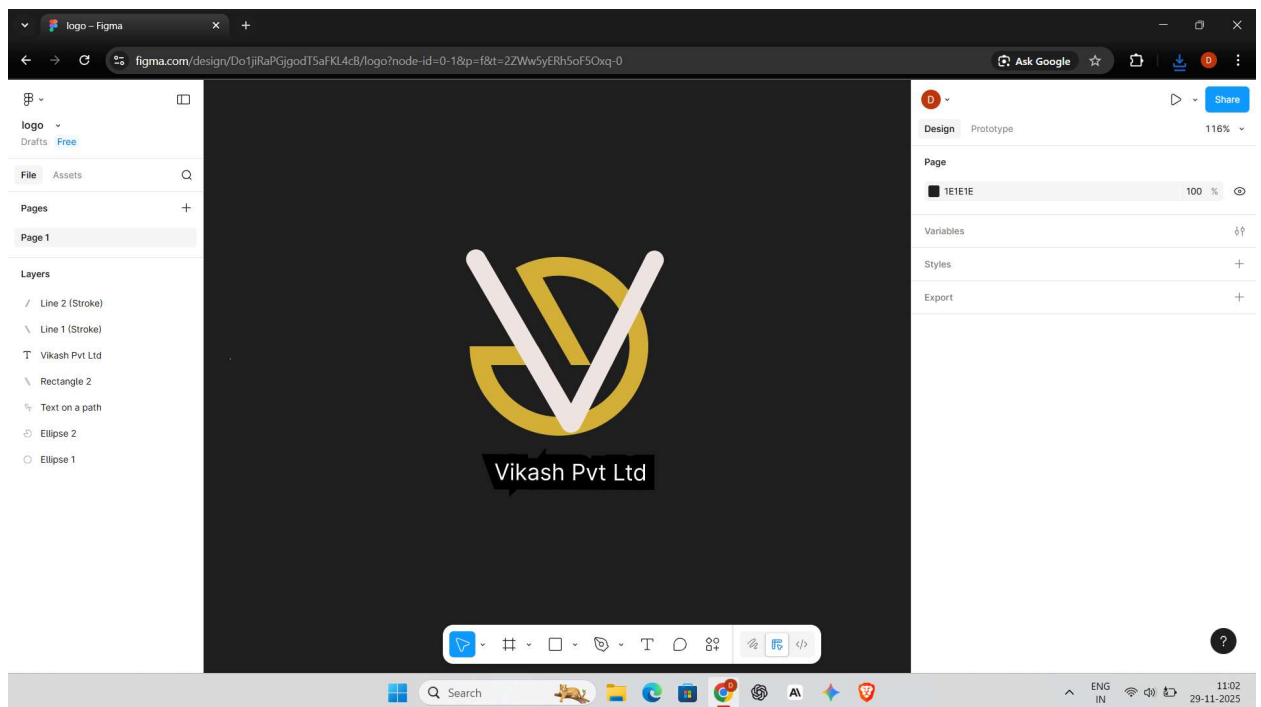 logo – Figma
figma.com/design/Do1jiRaPGjgodT5aFKL4cB/logo?node-id=0-1&p=f&t=2ZWw5yERh5oF5Oxq-0
Ask Google
D
logo
Drafts Free
File Assets
Pages
Page 1
Layers
Line 2 (Stroke)
Line 1 (Stroke)
T Vikash Pvt Ltd
Rectangle 2
Text on a path
Ellipse 2
Ellipse 1
Vikash Pvt Ltd
D
Share
Design Prototype 116%
Page
1E1E1E 100 %
Variables
Styles
Export
?
Search
ENG
IN
11:02
29-11-2025